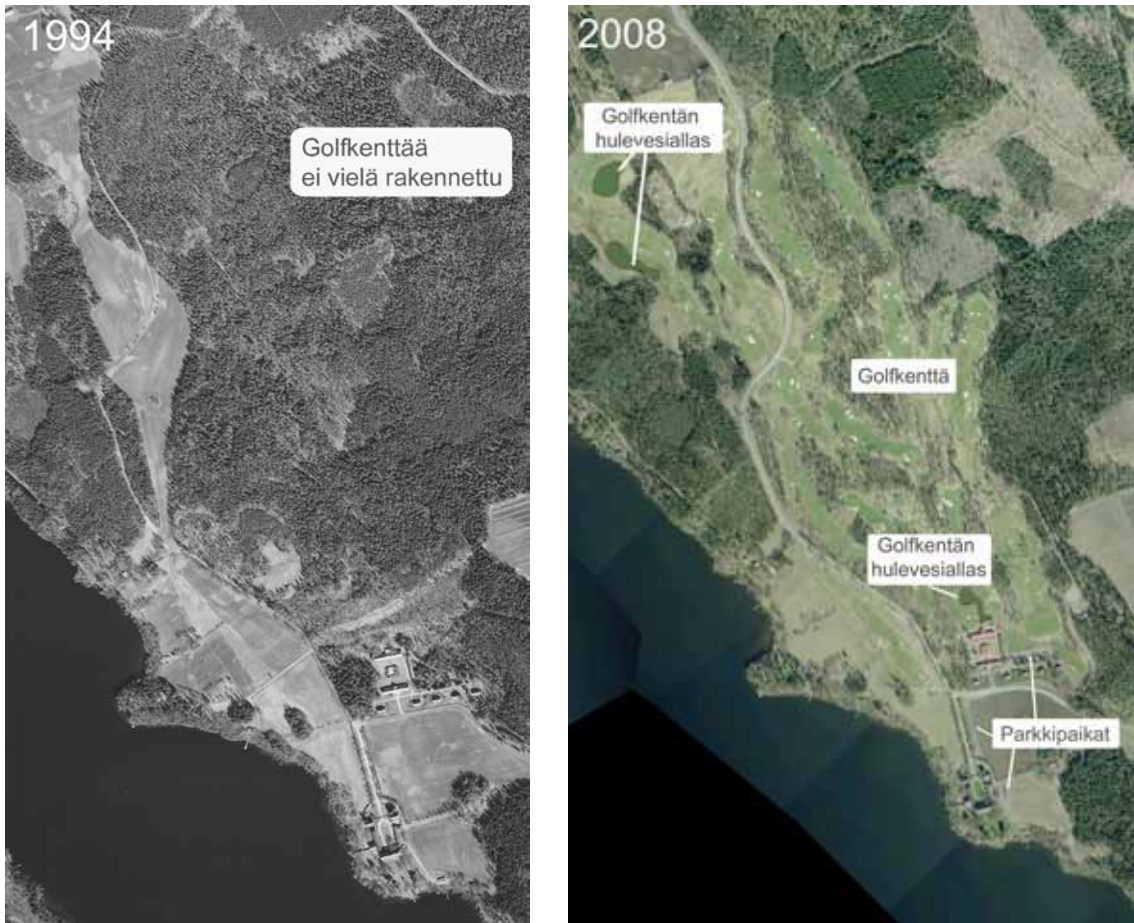 1994
Golfkenttää
ei vielä rakennettu
2008
Golfkentän
hulevesiallas
Golfkenttä
Golfkentän
hulevesiallas
Parkkipaikat